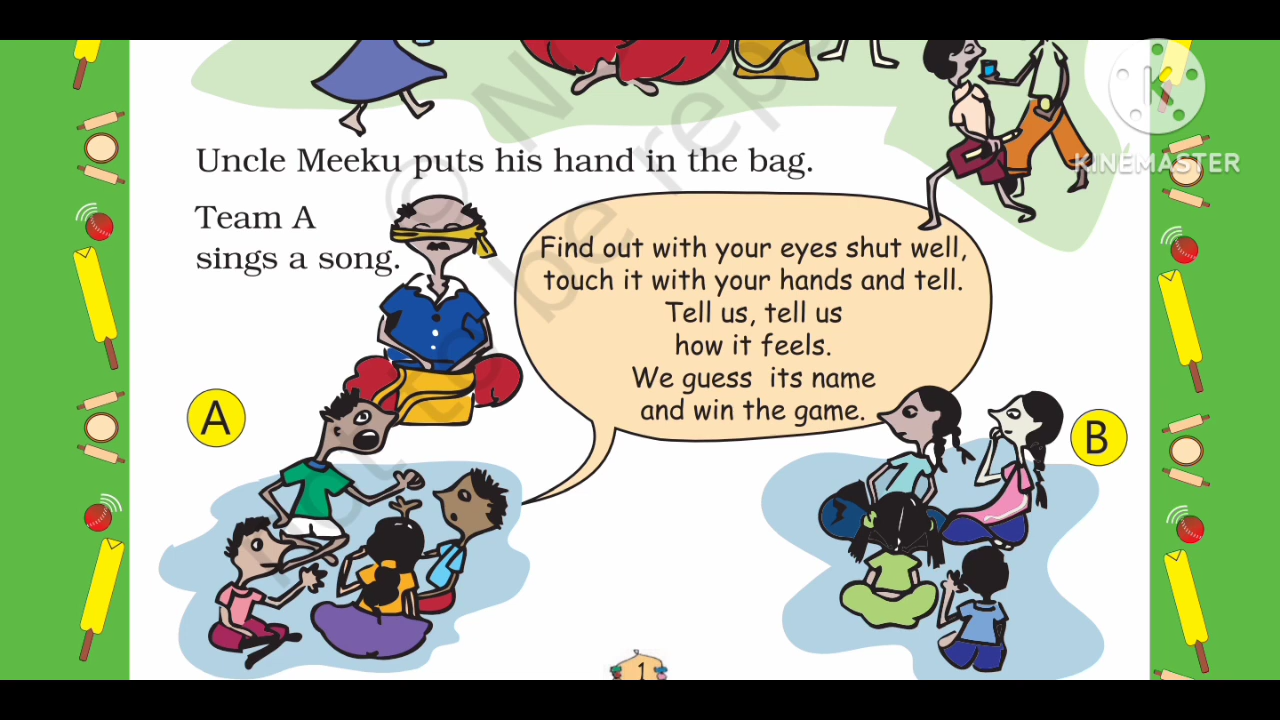 KINEMASTER
Uncle Meeku puts his hand in the bag.
Team A
sings a song.
Find out with your eyes shut well,
touch it with your hands and tell.
Tell us, tell us
how it feels.
We guess its name
and win the game.
A
B
1